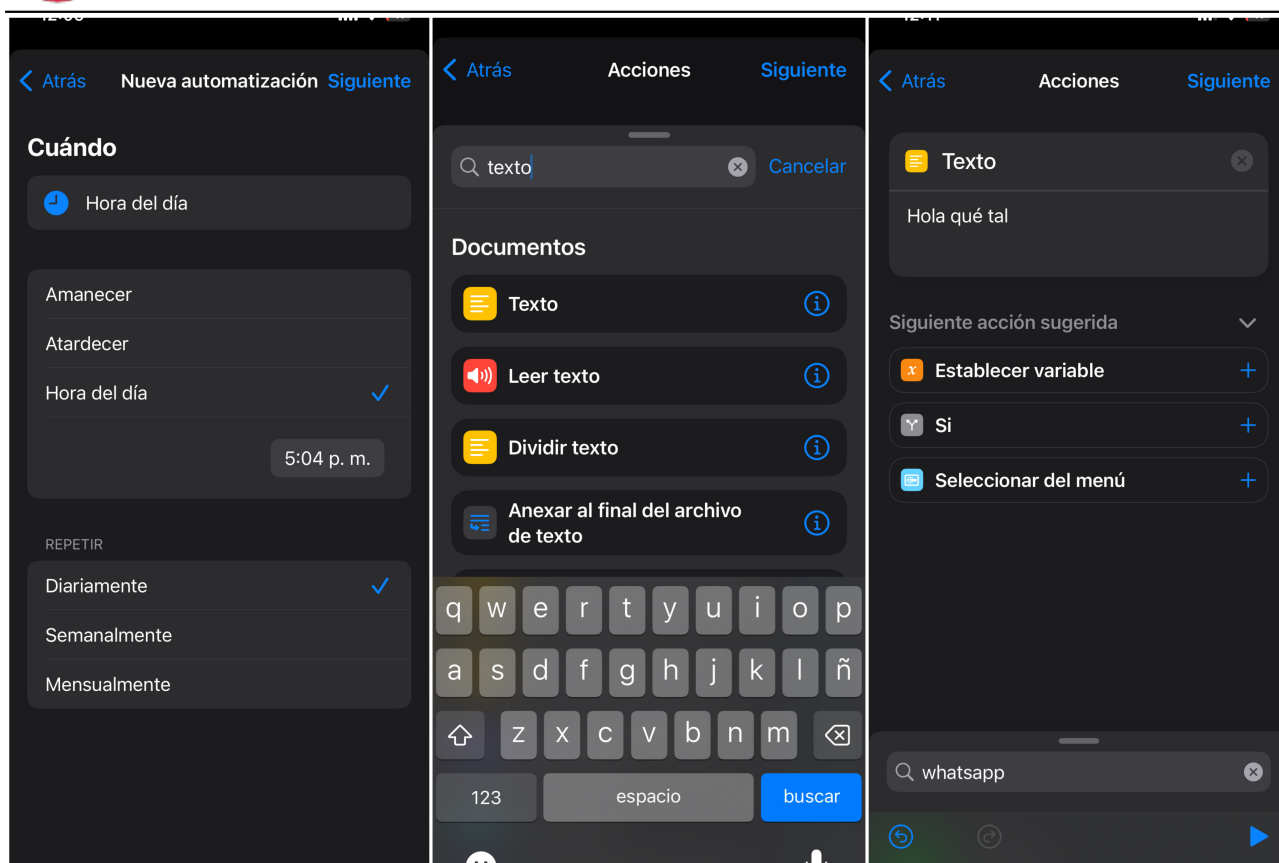 Atrás
Nueva automatización
Siguiente
Cuándo
Hora del día
Amanecer
Atardecer
Hora del día
5:04 p. m.
REPETIR
Diariamente
Semanalmente
Mensualmente
Atrás
Acciones
Siguiente
texto
Cancelar
Documentos
Texto
Leer texto
Dividir texto
Anexar al final del archivo
de texto
q w e r t y u i o p
a s d f g h j k l ñ
z x c v b n m
123
espacio
buscar
Atrás
Acciones
Siguiente
Texto
Hola qué tal
Siguiente acción sugerida
Establecer variable
Si
Seleccionar del menú
whatsapp